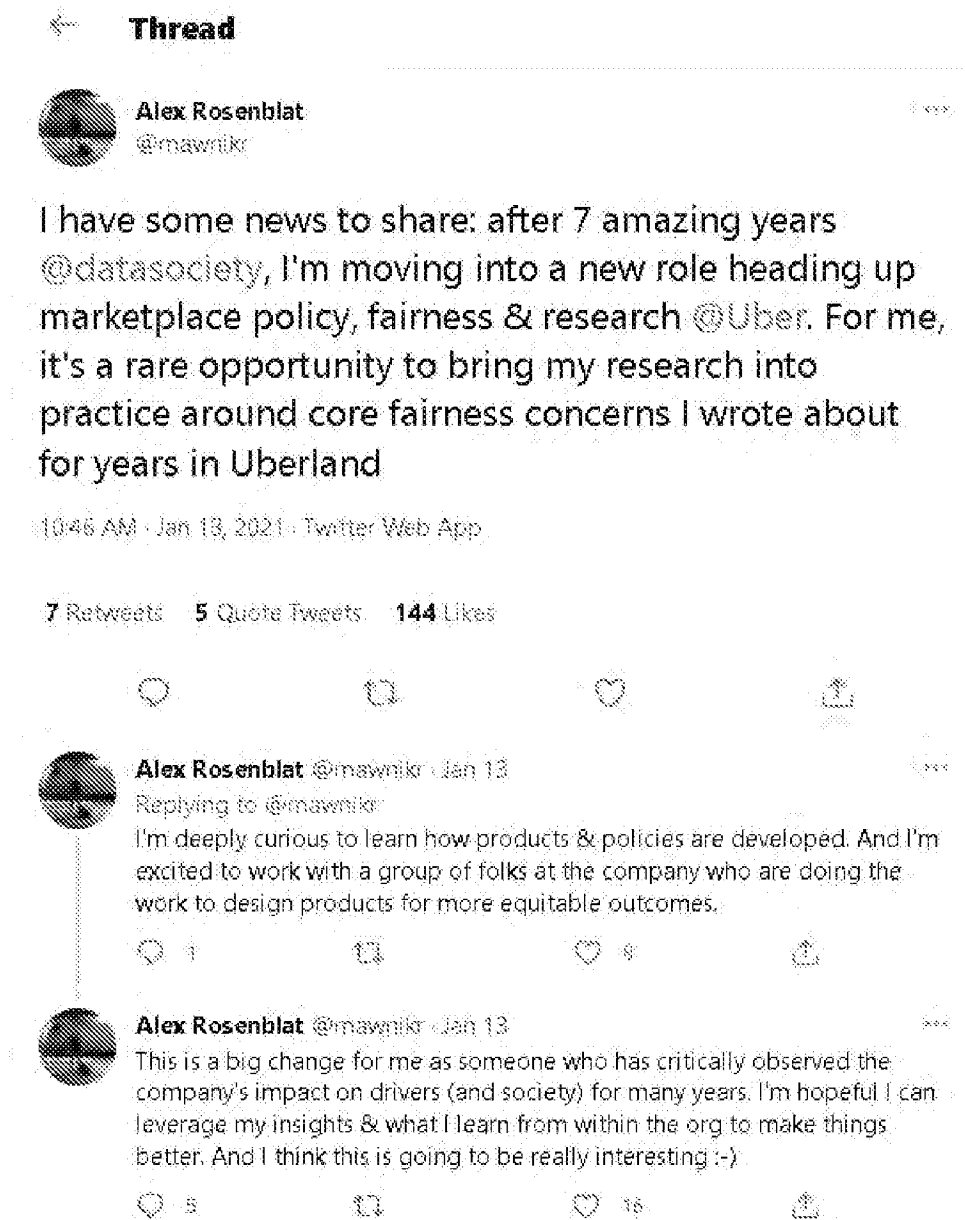 Thread
Alex Rosenblat
@mawnikr
I have some news to share: after 7 amazing years
@datasociety, I'm moving into a new role heading up
marketplace policy, fairness & research @Uber. For me,
it's a rare opportunity to bring my research into
practice around core fairness concerns I wrote about
for years in Uberland
10:46 AM · Jan 13, 2021 · Twitter Web App
7 Retweets 5 Quote Tweets 144 Likes
Alex Rosenblat @mawnikr · Jan 13
Replying to @mawnikr
I'm deeply curious to learn how products & policies are developed. And I'm
excited to work with a group of folks at the company who are doing the
work to design products for more equitable outcomes.
1 9
Alex Rosenblat @mawnikr · Jan 13
This is a big change for me as someone who has critically observed the
company's impact on drivers (and society) for many years. I'm hopeful I can
leverage my insights & what I learn from within the org to make things
better. And I think this is going to be really interesting :-)
5 16